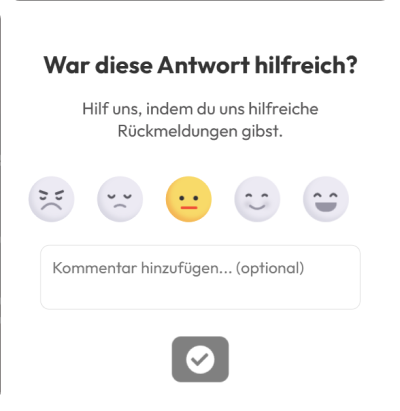 War diese Antwort hilfreich?
Hilf uns, indem du uns hilfreiche
Rückmeldungen gibst.
Kommentar hinzufügen... (optional)